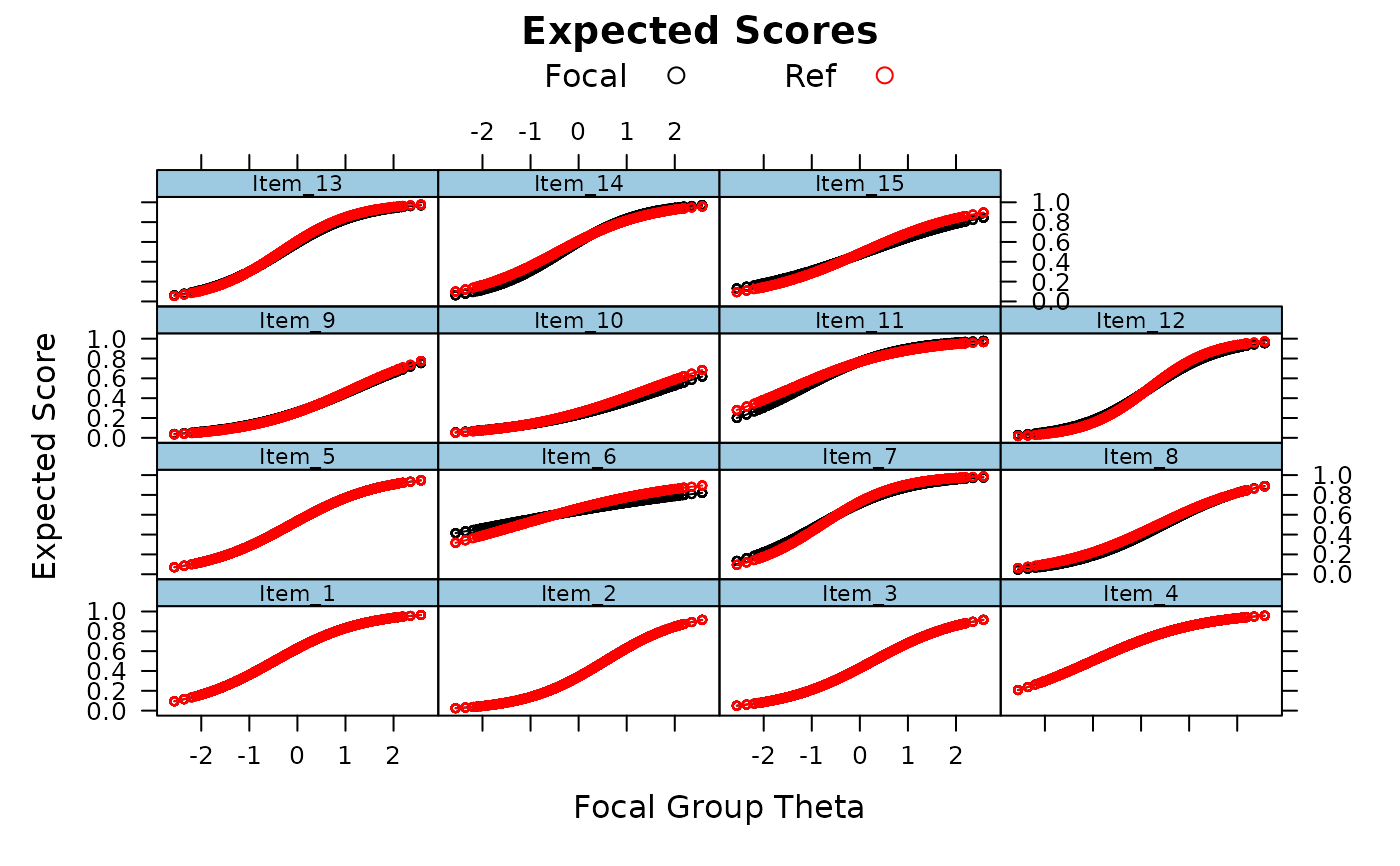 Expected Scores
Focal Ref
-2 -1 0 1 2
Item_13 Item_14 Item_15
1.0
0.8
0.6
0.4
0.2
0.0
Item_9 Item_10 Item_11 Item_12
1.0
0.8
0.6
0.4
0.2
0.0
Item_5 Item_6 Item_7 Item_8
1.0
0.8
0.6
0.4
0.2
0.0
Item_1 Item_2 Item_3 Item_4
1.0
0.8
0.6
0.4
0.2
0.0
-2 -1 0 1 2 -2 -1 0 1 2
Expected Score
Focal Group Theta